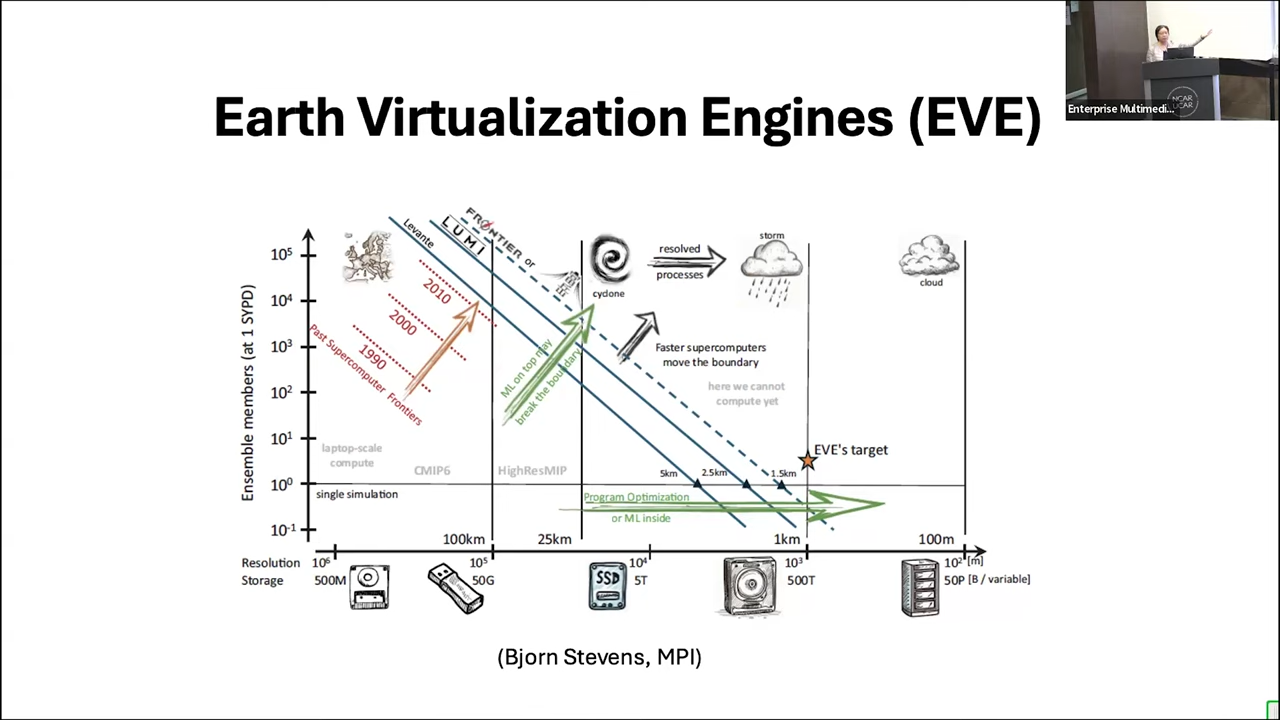 Earth Virtualization Engines (EVE)
Enterprise Multimedi...
NCAR
UCAR
Ensemble members (at 1 SYPD)
10⁵
10⁴
10³
10²
10¹
10⁰
10⁻¹
Levante
LUMI
FRONTIER or
cyclone
resolved
processes
storm
cloud
2010
2000
1990
Past Supercomputer Frontiers
ML on top may
break the boundary
Faster supercomputers
move the boundary
here we cannot
compute yet
laptop-scale
compute
CMIP6
HighResMIP
EVE's target
5km
2.5km
1.5km
single simulation
Program Optimization
or ML inside
100km
25km
1km
100m
Resolution
10⁶
10⁵
10⁴
10³
10² [m]
Storage
500M
50G
SSD
5T
500T
50P [B / variable]
(Bjorn Stevens, MPI)